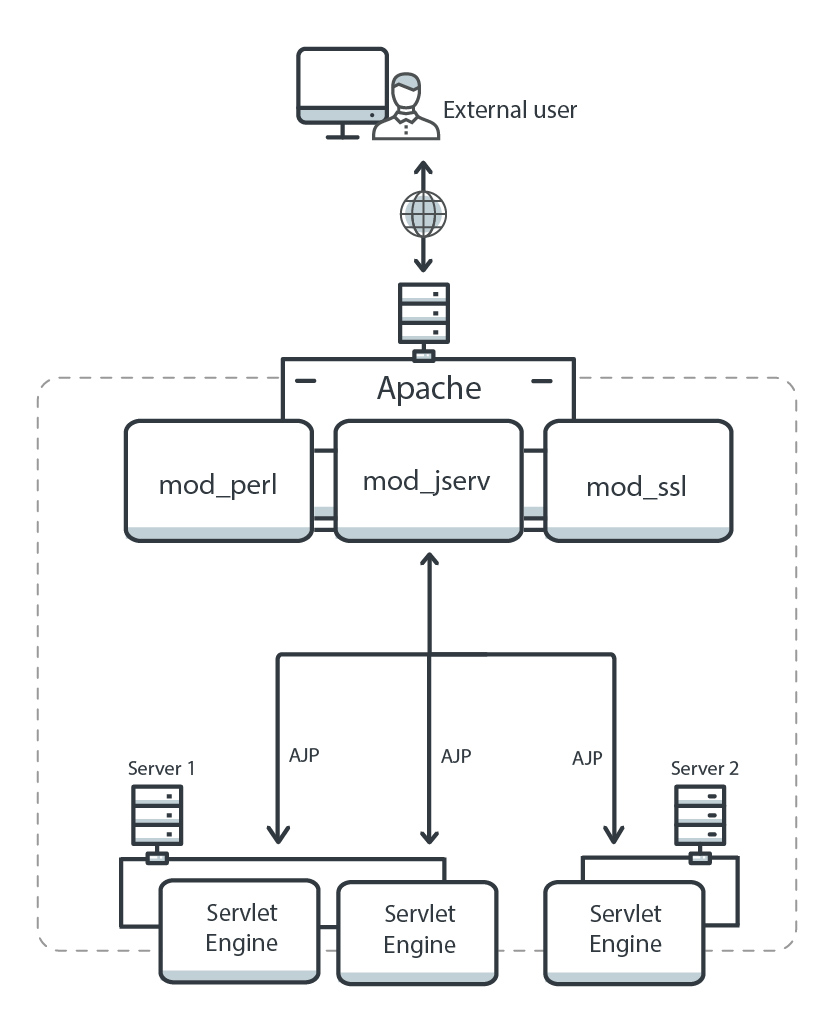 External user
Apache
mod_perl
mod_jserv
mod_ssl
AJP
AJP
AJP
Server 1
Server 2
Servlet
Engine
Servlet
Engine
Servlet
Engine